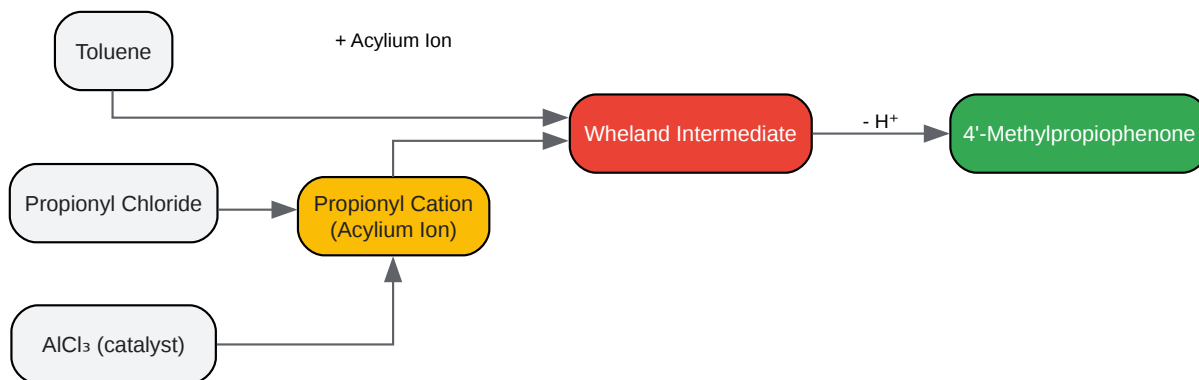 Toluene
+ Acylium Ion
Wheland Intermediate
- H⁺
4'-Methylpropiophenone
Propionyl Chloride
Propionyl Cation
(Acylium Ion)
AlCl₃ (catalyst)